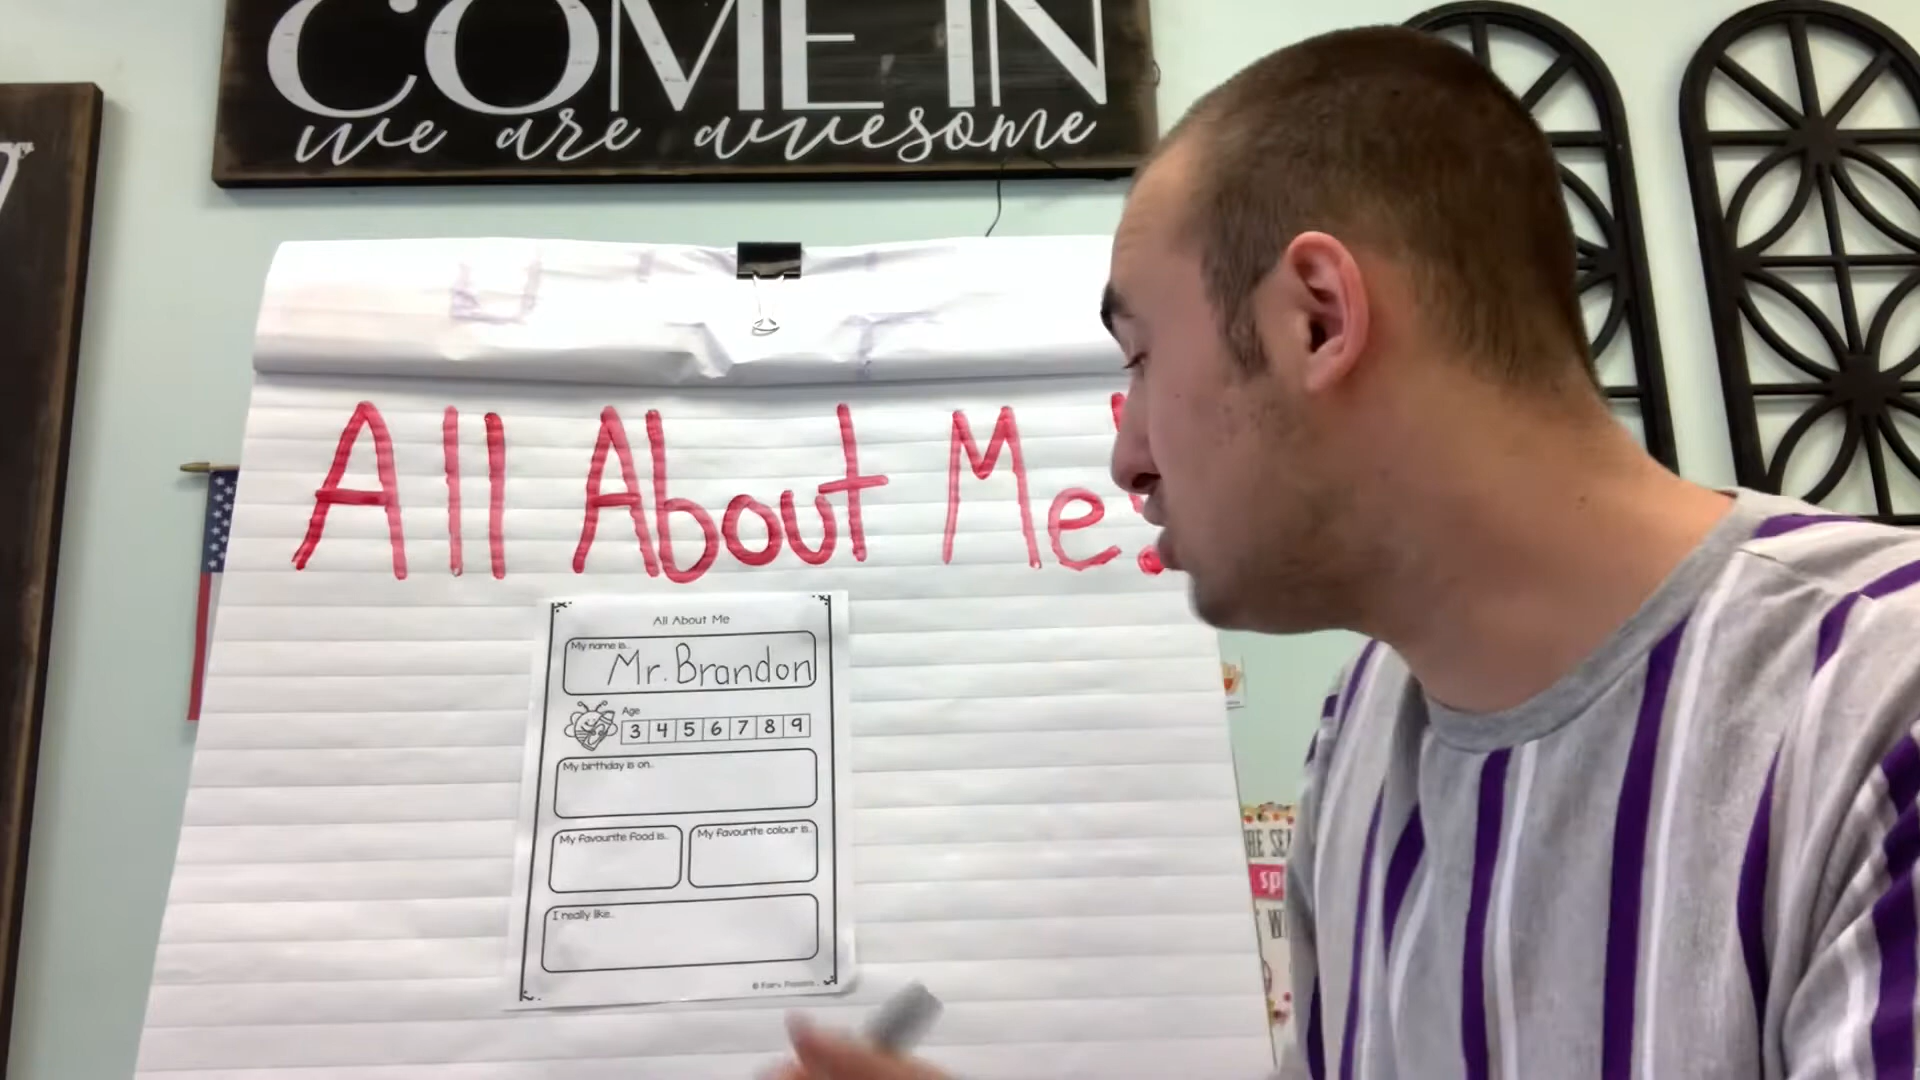 COME IN
we are awesome
All About Me!
All About Me
My name is..
Mr. Brandon
Age
3 4 5 6 7 8 9
My birthday is on..
My favourite food is..
My favourite colour is..
I really like..